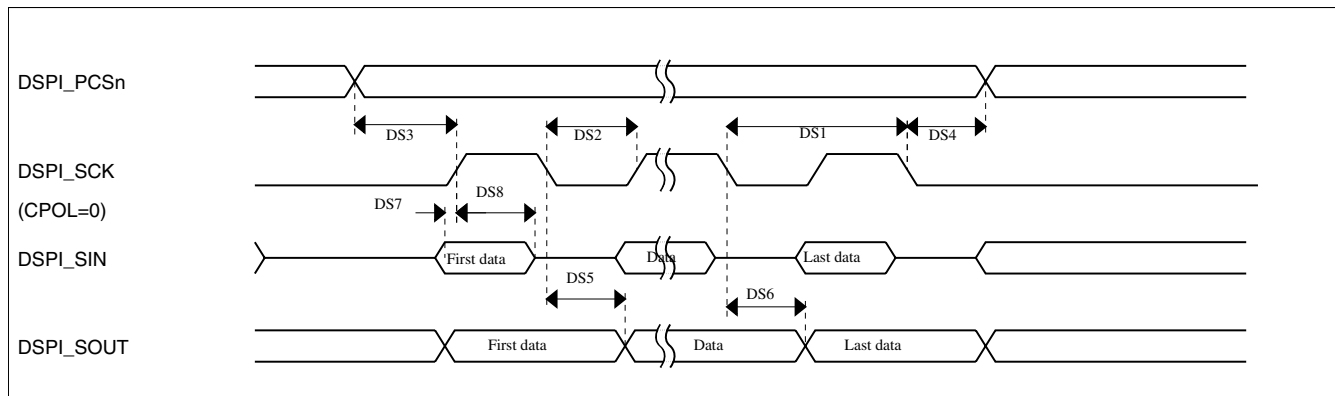 DSPI_PCSn
DS3
DS2
DS1
DS4
DSPI_SCK
(CPOL=0)
DS7
DS8
DSPI_SIN
First data
Data
Last data
DS5
DS6
DSPI_SOUT
First data
Data
Last data